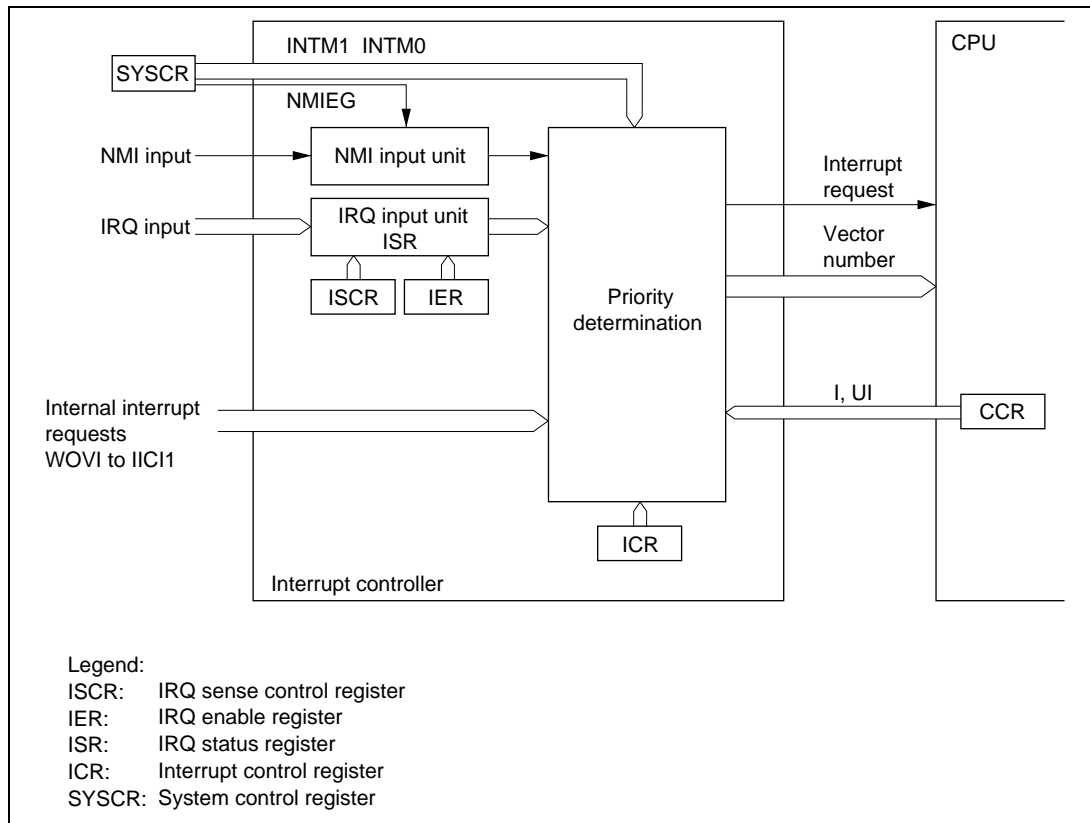 INTM1 INTM0
CPU
SYSCR
NMIEG
NMI input
NMI input unit
Interrupt
request
IRQ input
IRQ input unit
ISR
Vector
number
ISCR
IER
Priority
determination
I, UI
CCR
Internal interrupt
requests
WOVI to IICI1
ICR
Interrupt controller
Legend:
ISCR: IRQ sense control register
IER: IRQ enable register
ISR: IRQ status register
ICR: Interrupt control register
SYSCR: System control register